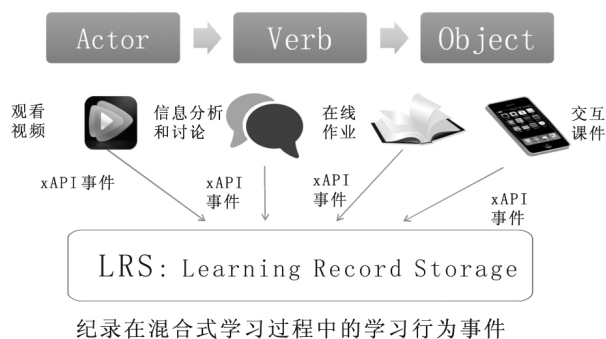 Actor
Verb
Object
观看
视频
信息分析
和讨论
在线
作业
交互
课件
xAPI事件
xAPI
事件
xAPI
事件
xAPI
事件
LRS: Learning Record Storage
纪录在混合式学习过程中的学习行为事件